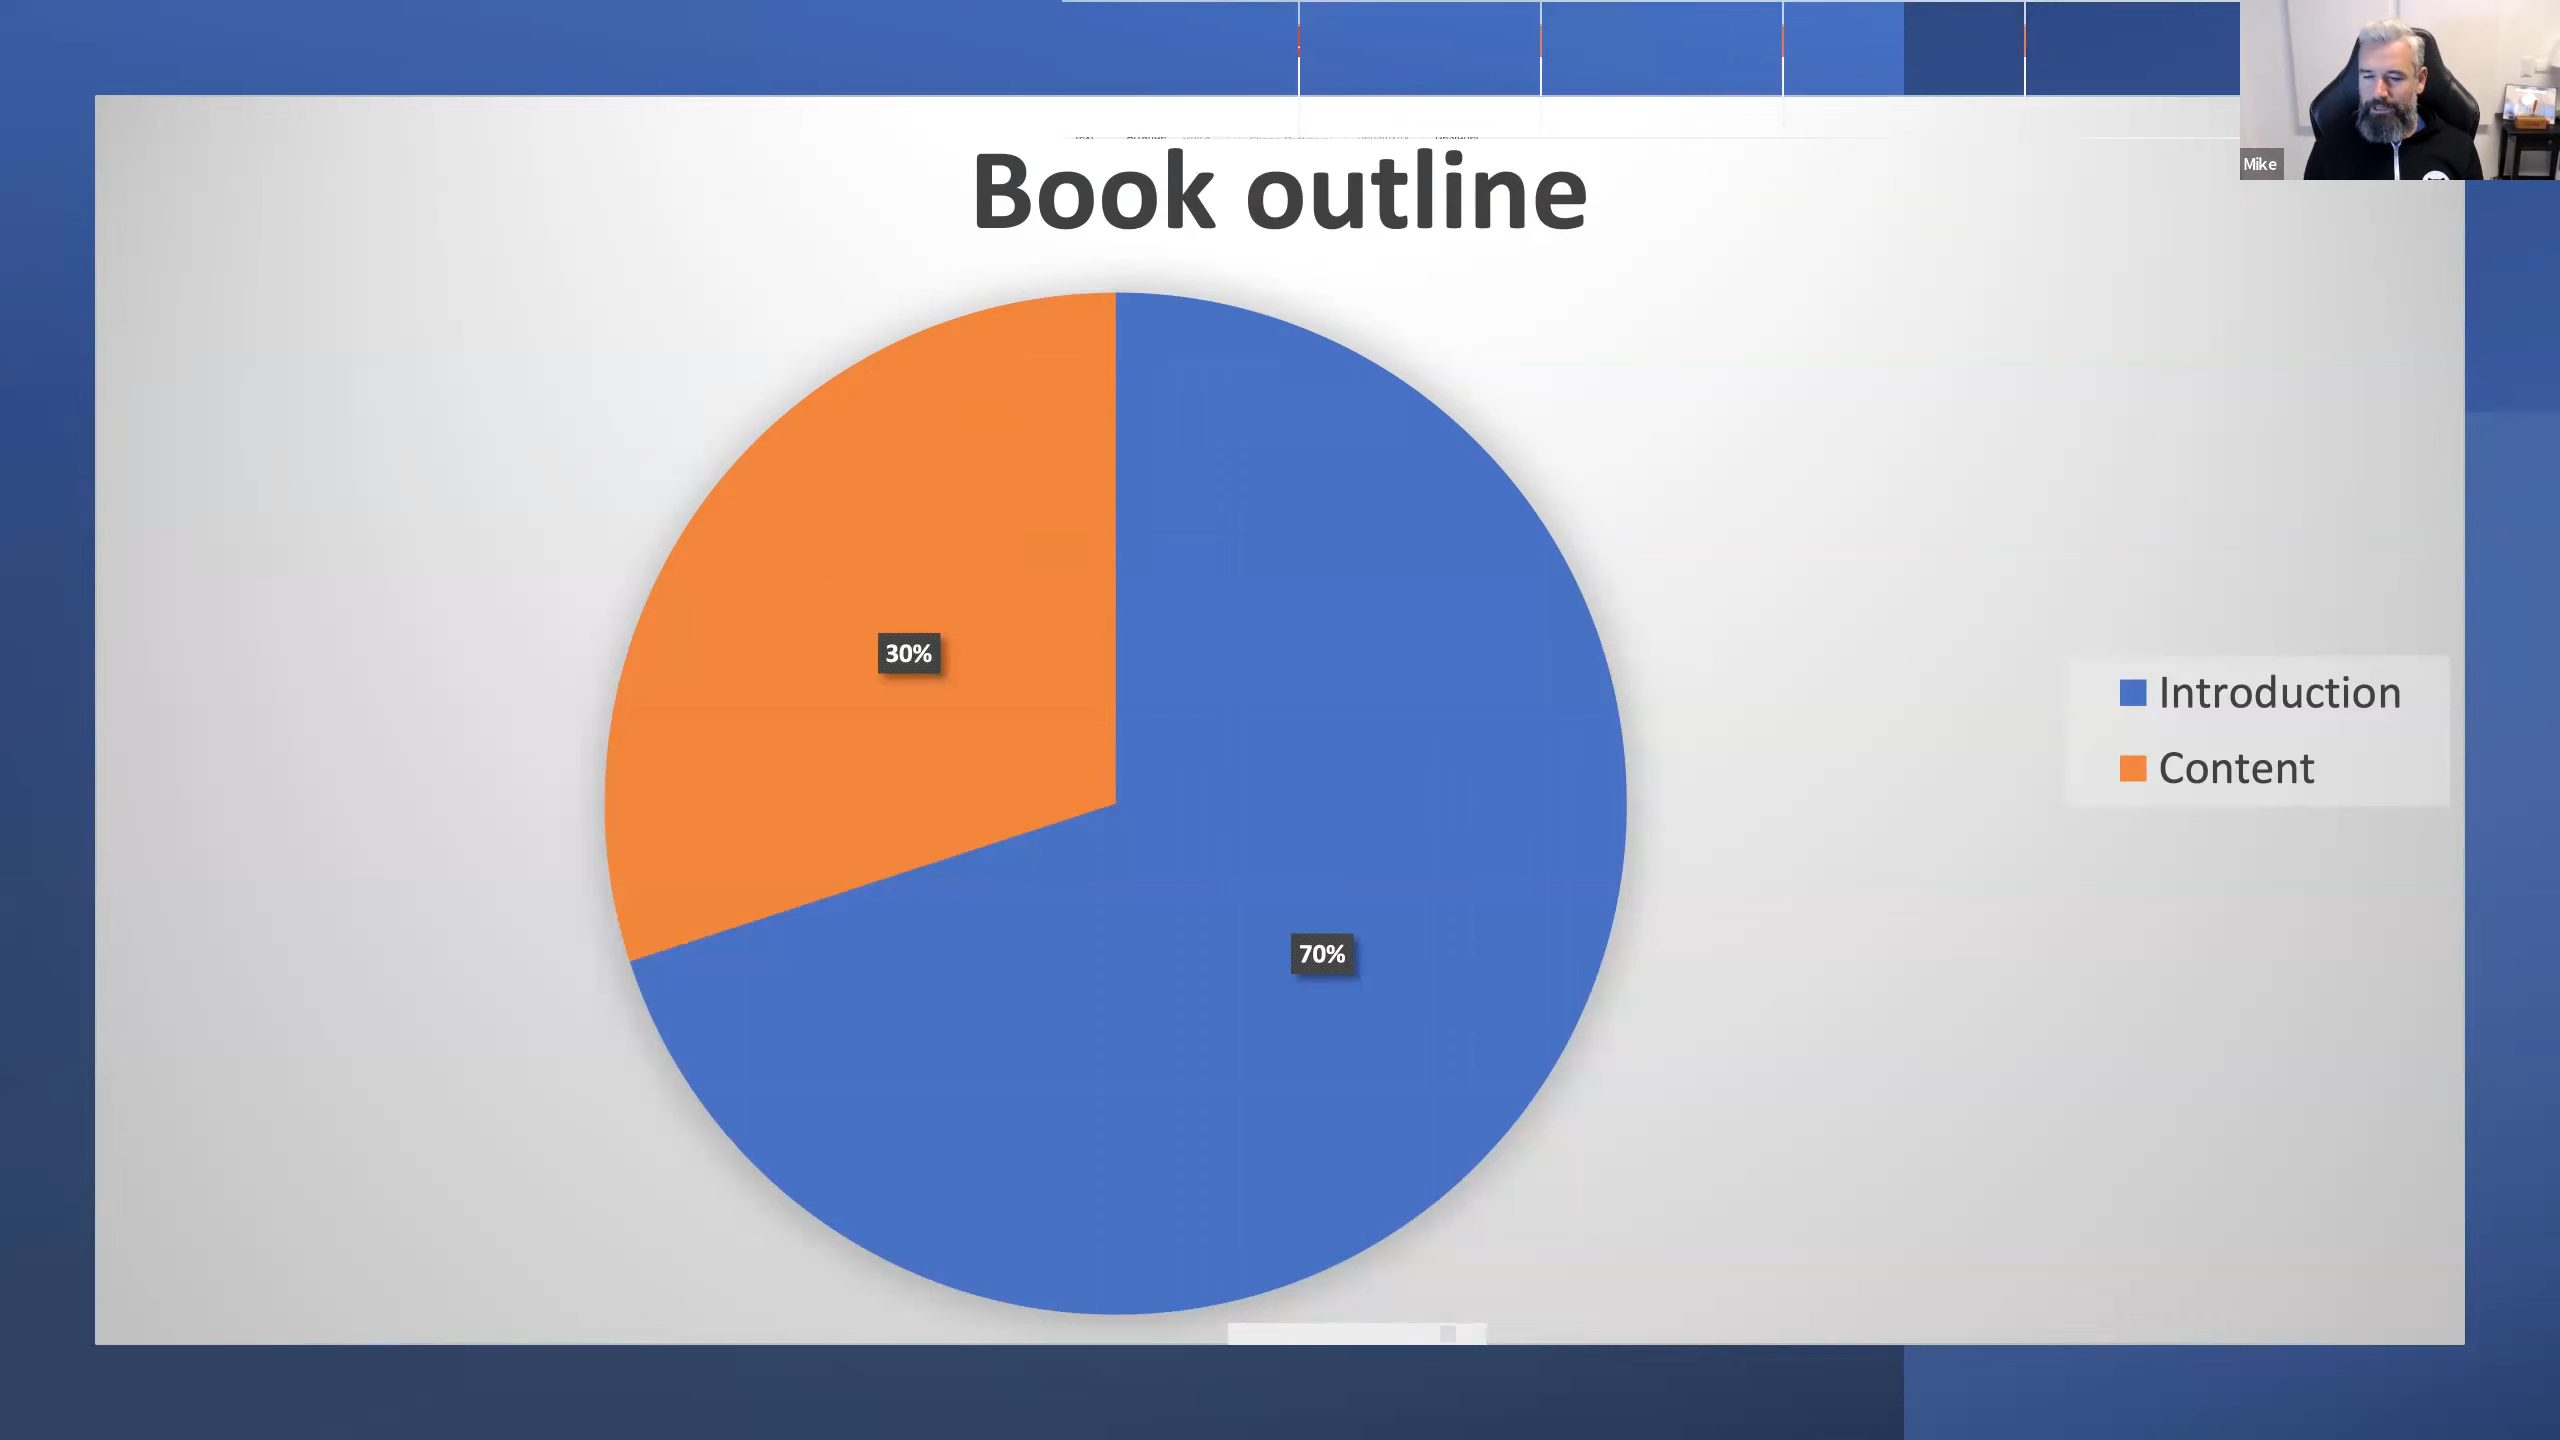 Mike
Book outline
30%
70%
Introduction
Content